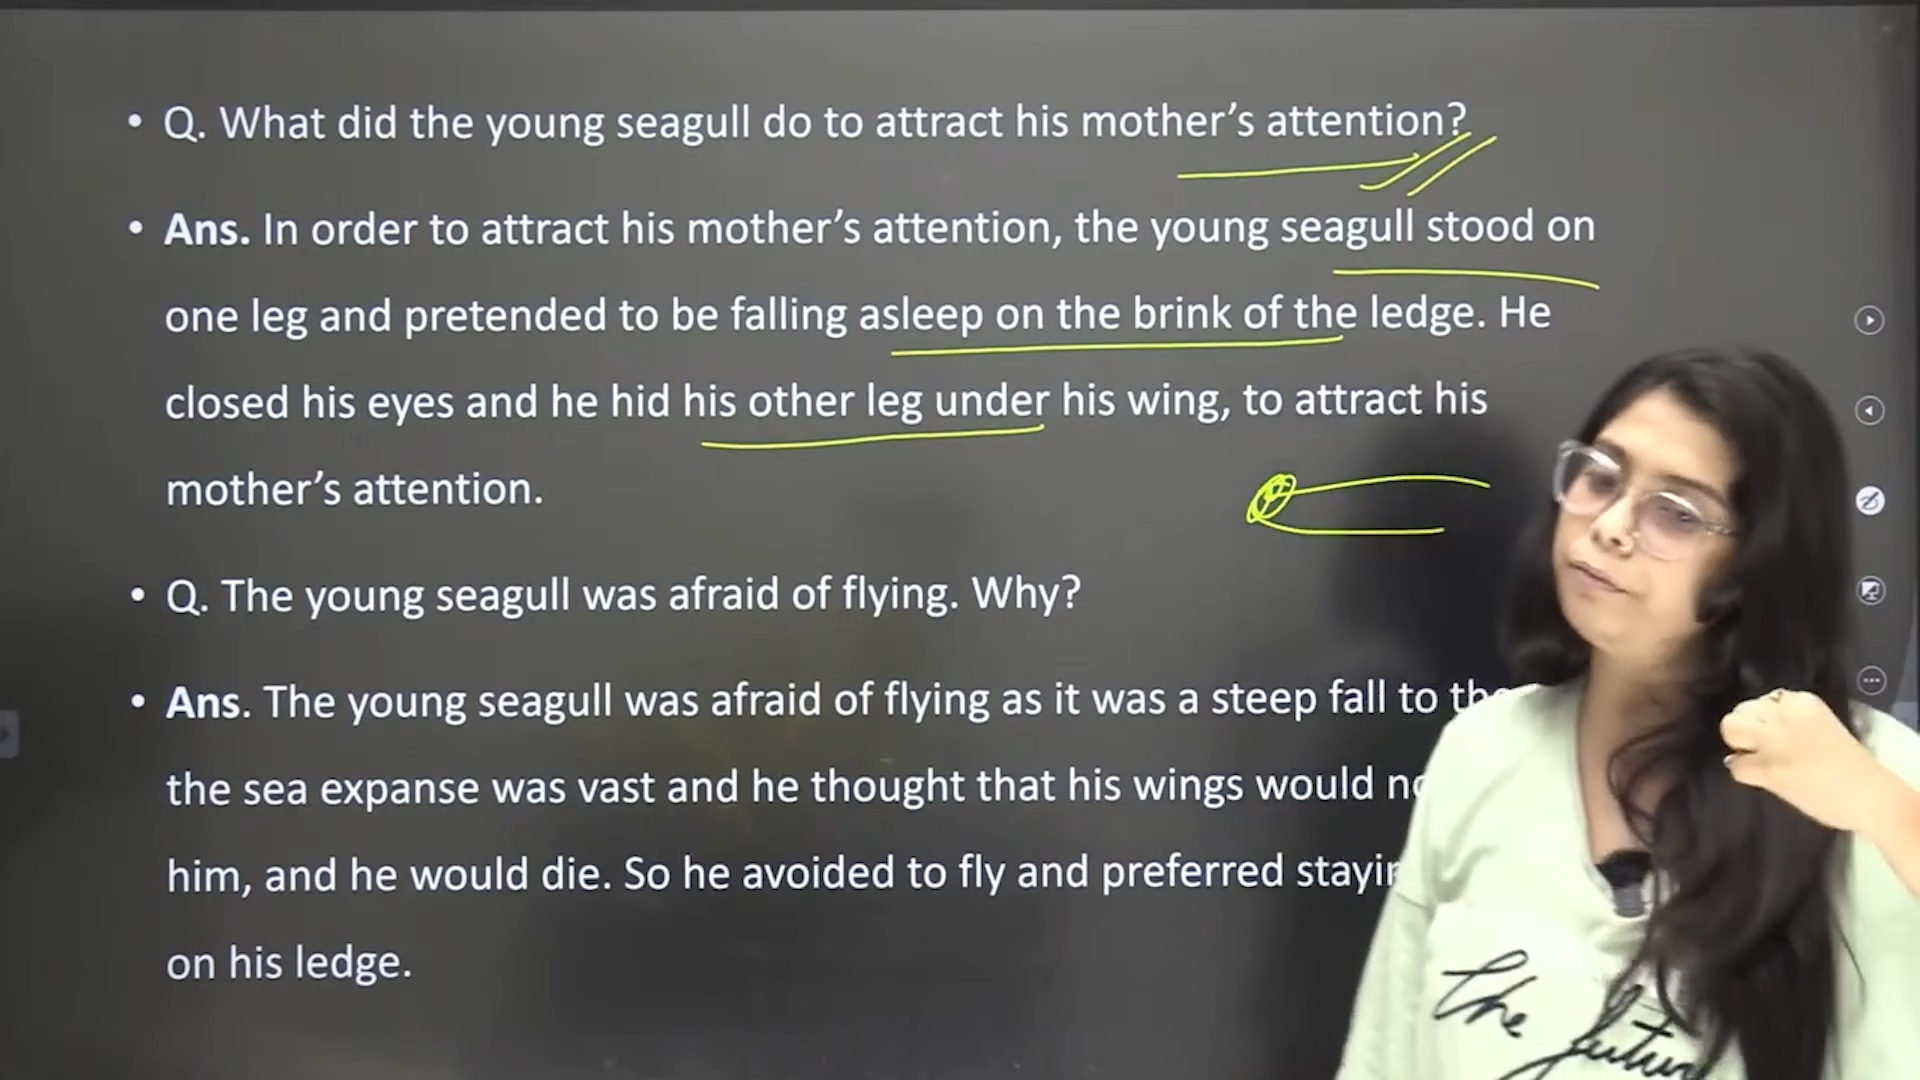 • Q. What did the young seagull do to attract his mother’s attention?
• Ans. In order to attract his mother’s attention, the young seagull stood on
one leg and pretended to be falling asleep on the brink of the ledge. He
closed his eyes and he hid his other leg under his wing, to attract his
mother’s attention.
• Q. The young seagull was afraid of flying. Why?
• Ans. The young seagull was afraid of flying as it was a steep fall to
the sea expanse was vast and he thought that his wings would
him, and he would die. So he avoided to fly and preferred
on his ledge.
the future